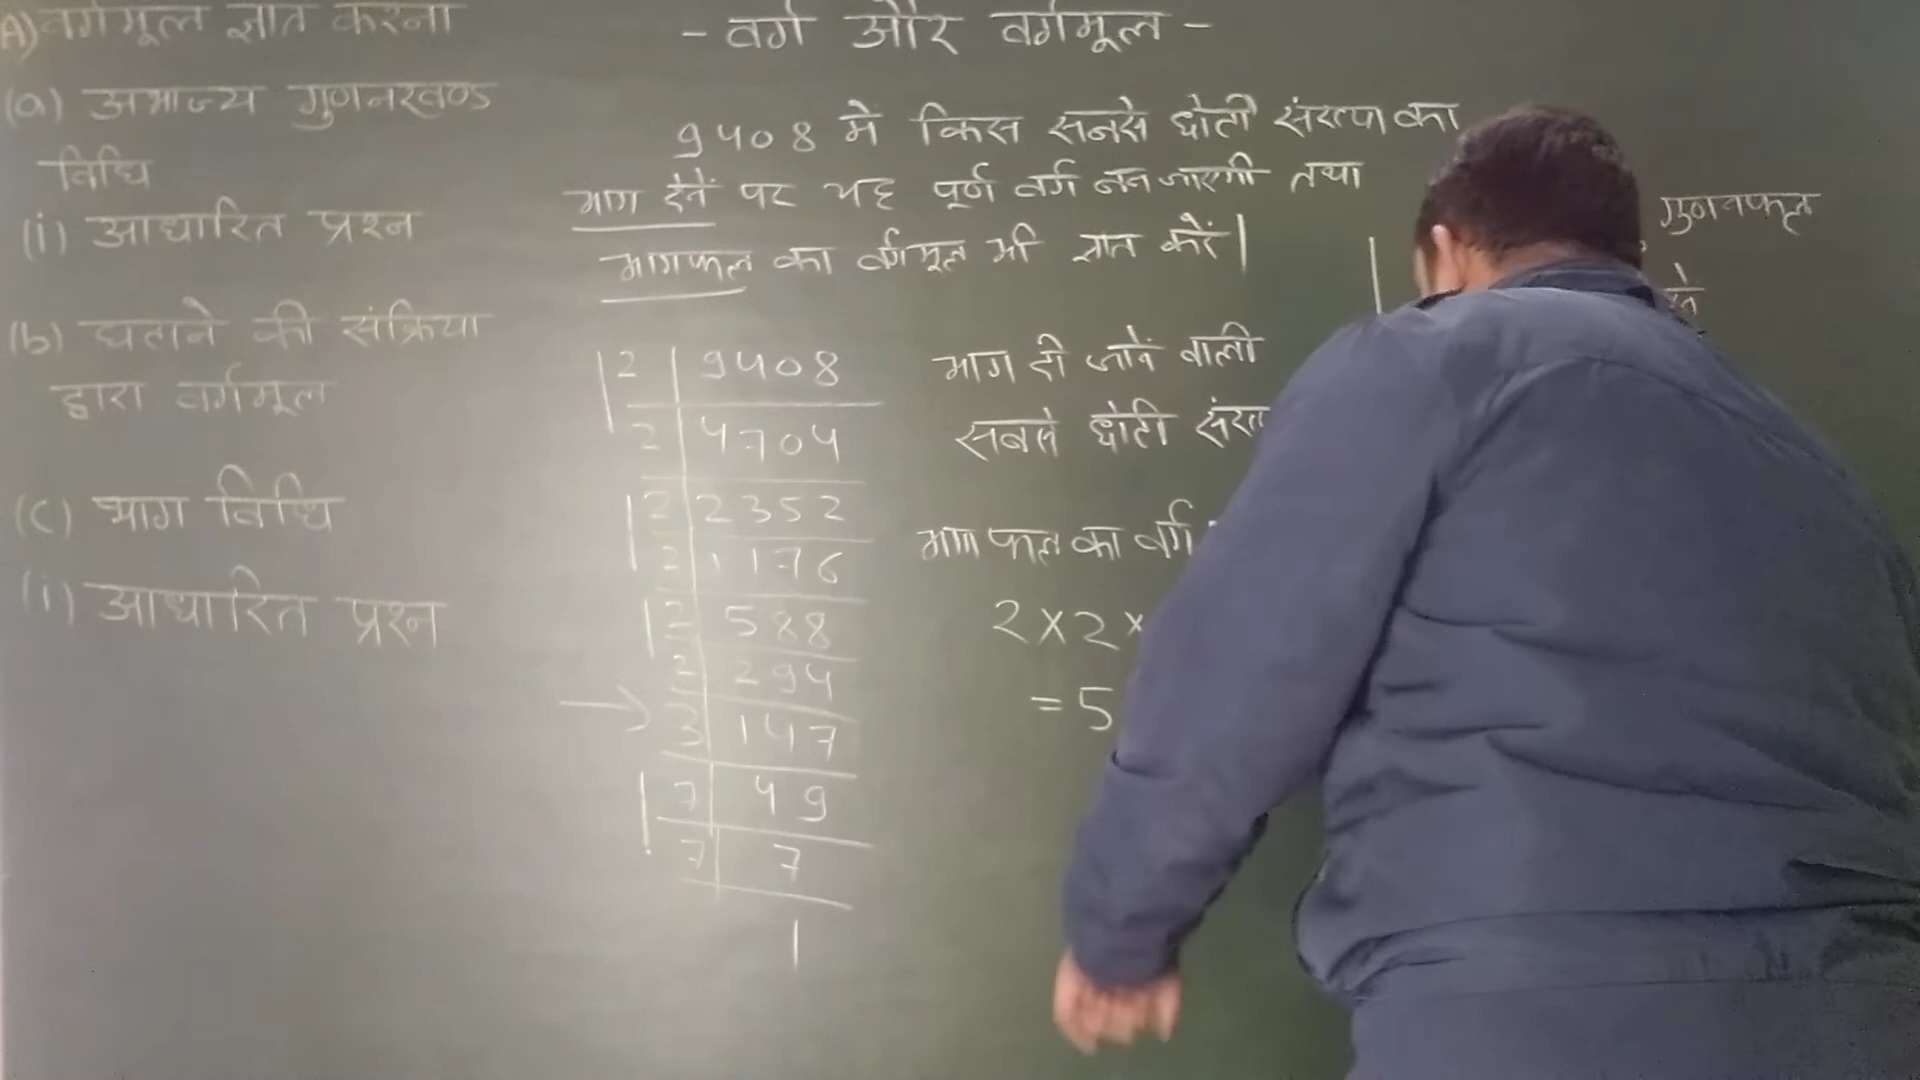 - वर्ग और वर्गमूल -
A) वर्गमूल ज्ञात करना
(a) अभाज्य गुणनखण्ड
विधि
(i) आधारित प्रश्न
(b) घटाने की संक्रिया
द्वारा वर्गमूल
(c) भाग विधि
(i) आधारित प्रश्न
9408 में किस सबसे छोटी संख्या का
भाग देनें पर यह पूर्ण वर्ग बन जाएगी तथा
भागफल का वर्गमूल भी ज्ञात करें|
2 | 9408
2 | 4704
2 | 2352
2 | 1176
2 | 588
2 | 294
3 | 147
7 | 49
7 | 7
1
भाग दी जानें वाली
सबसे छोटी
भागफल का
2×2×
= 5
गुणनफल